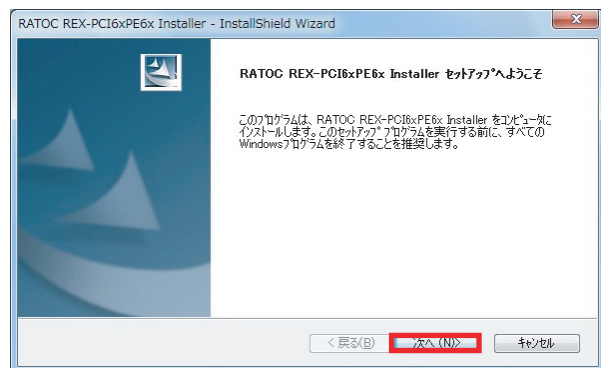 RATOC REX-PCI6xPE6x Installer - InstallShield Wizard
RATOC REX-PCI6xPE6x Installer ｾｯﾄｱｯﾌﾟへようこそ
このﾌﾟﾛｸﾞﾗﾑは、RATOC REX-PCI6xPE6x Installer をｺﾝﾋﾟｭｰﾀに
ｲﾝｽﾄｰﾙします。このｾｯﾄｱｯﾌﾟ ﾌﾟﾛｸﾞﾗﾑを実行する前に、すべての
Windowsﾌﾟﾛｸﾞﾗﾑを終了することを推奨します。
< 戻る(B)
次へ (N)>
ｷｬﾝｾﾙ